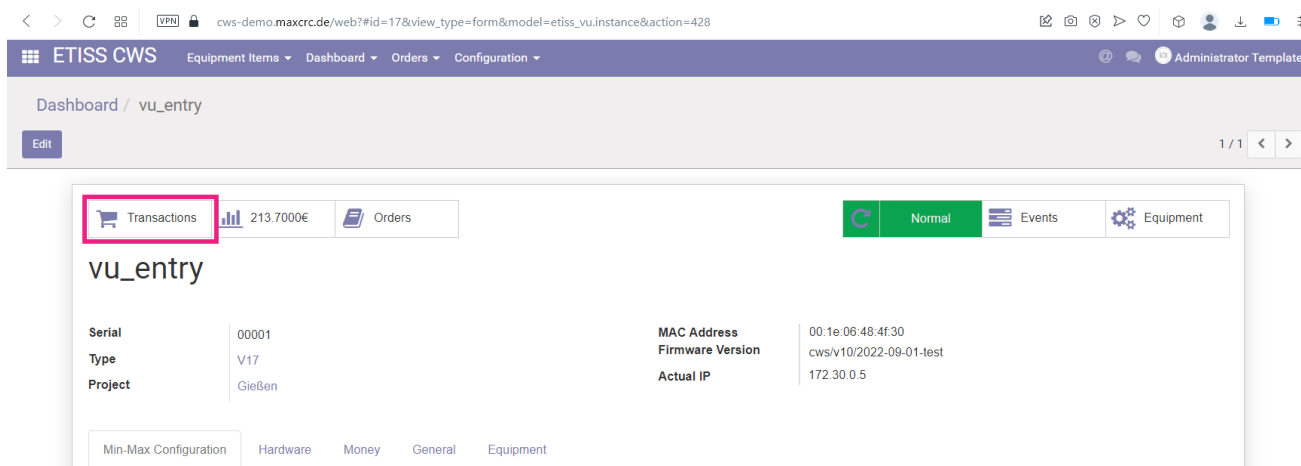 VPN cws-demo.maxcrc.de/web?#id=17&view_type=form&model=etiss_vu.instance&action=428
ETISS CWS Equipment Items Dashboard Orders Configuration @ Administrator Template
Dashboard / vu_entry
Edit 1 / 1
Transactions 213.7000€ Orders Normal Events Equipment
vu_entry
Serial 00001 MAC Address 00:1e:06:48:4f:30
Type V17 Firmware Version cws/v10/2022-09-01-test
Project Gießen Actual IP 172.30.0.5
Min-Max Configuration Hardware Money General Equipment